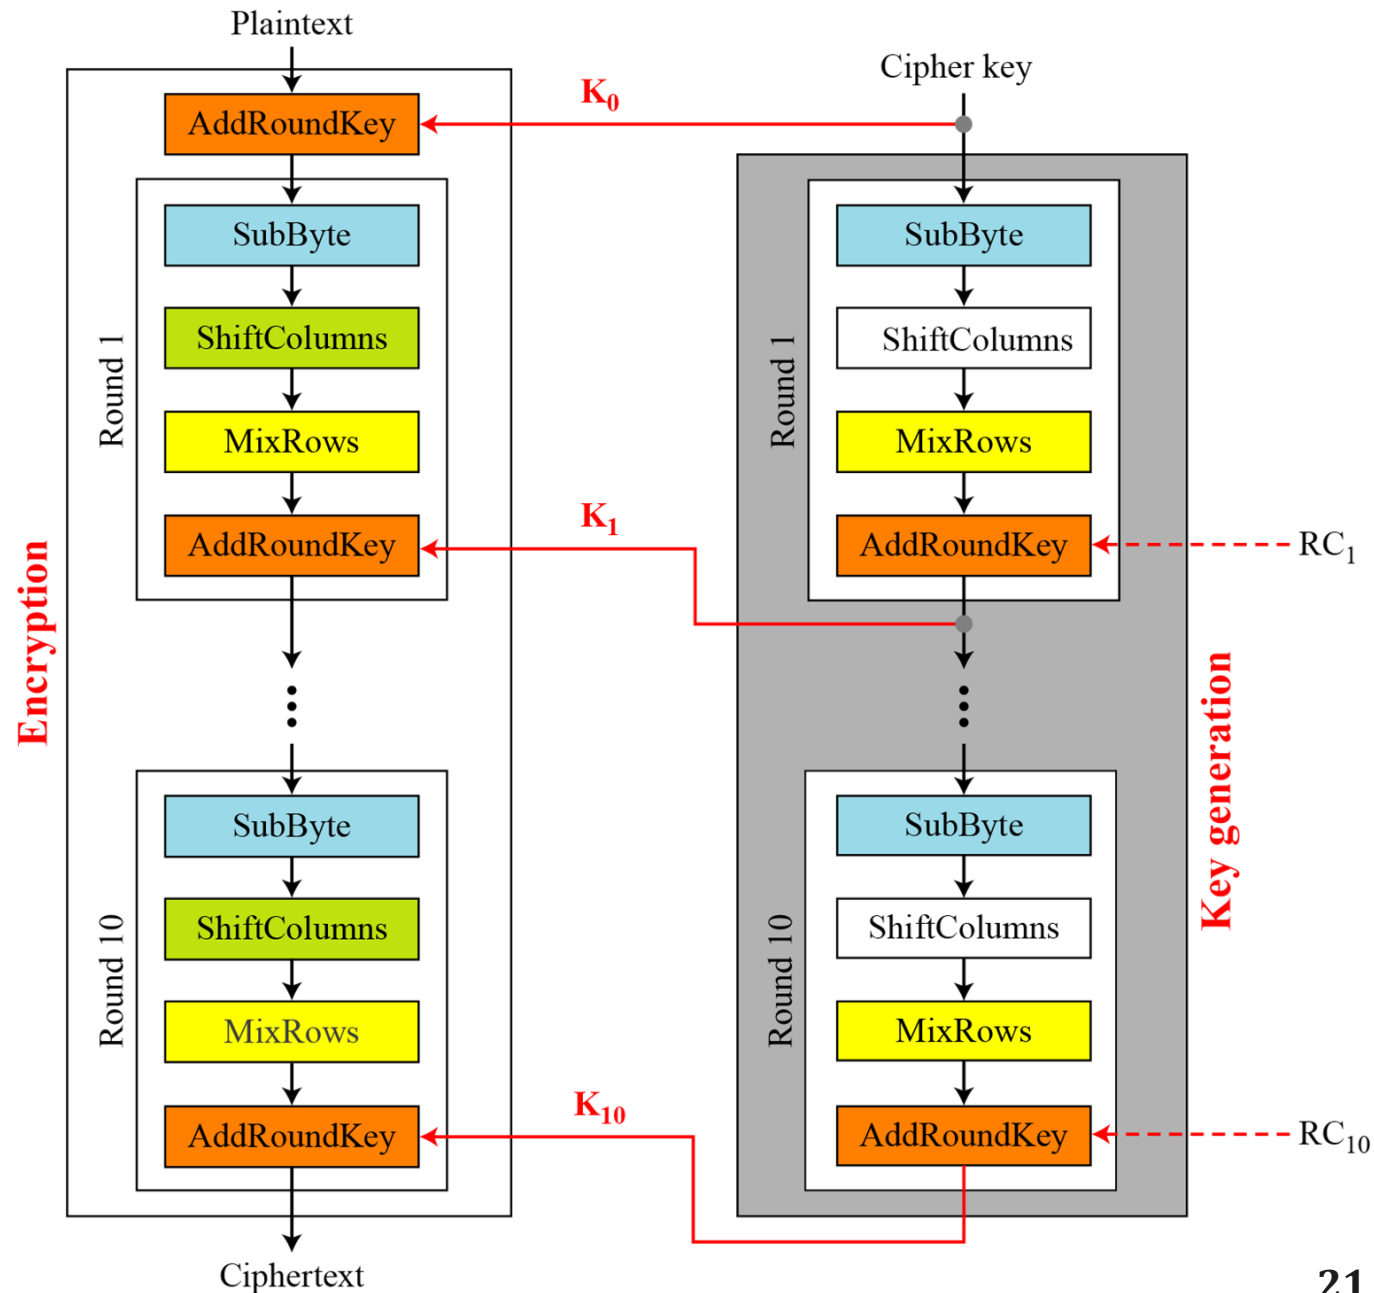 Plaintext
Cipher key
K0
AddRoundKey
SubByte
SubByte
ShiftColumns
ShiftColumns
Round 1
Round 1
MixRows
MixRows
K1
AddRoundKey
AddRoundKey
RC1
Encryption
Key generation
SubByte
SubByte
ShiftColumns
ShiftColumns
Round 10
Round 10
MixRows
MixRows
K10
AddRoundKey
AddRoundKey
RC10
Ciphertext
21